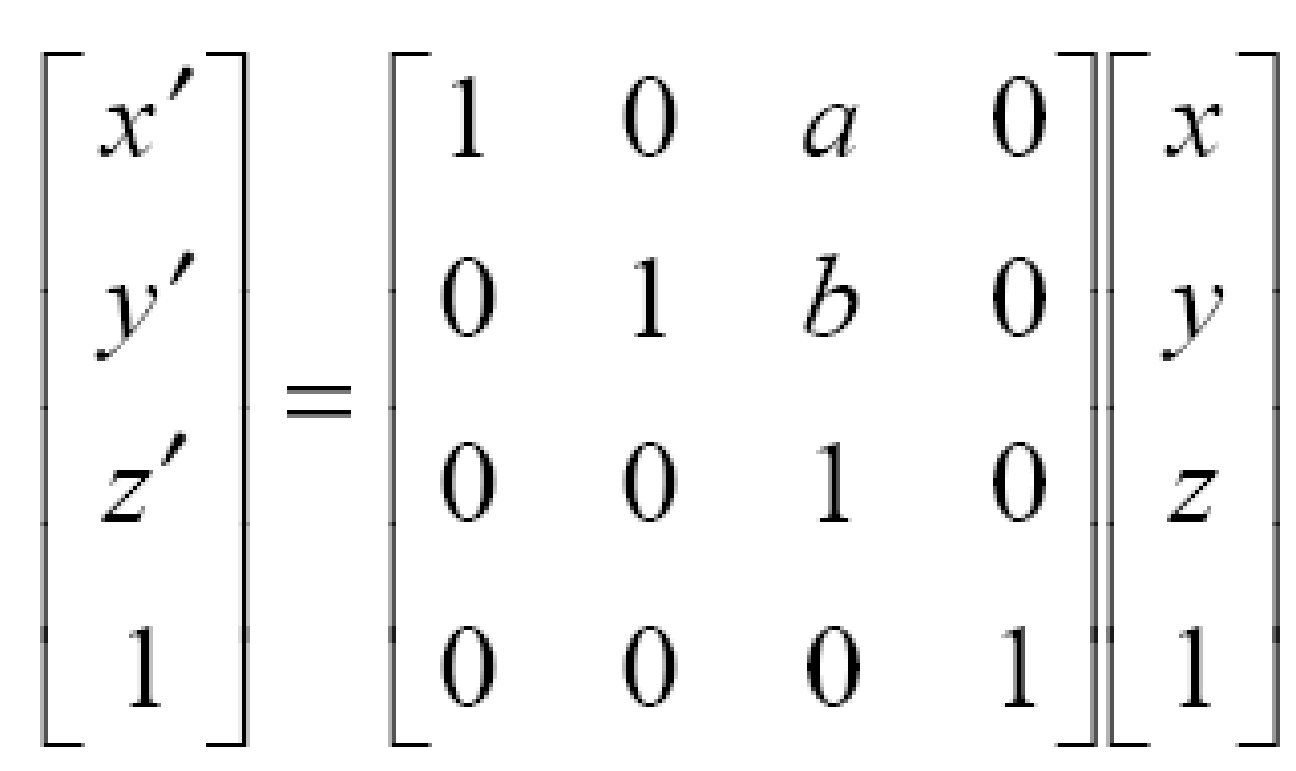 x′ 1 0 a 0 x
y′ 0 1 b 0 y
=
z′ 0 0 1 0 z
1 0 0 0 1 1